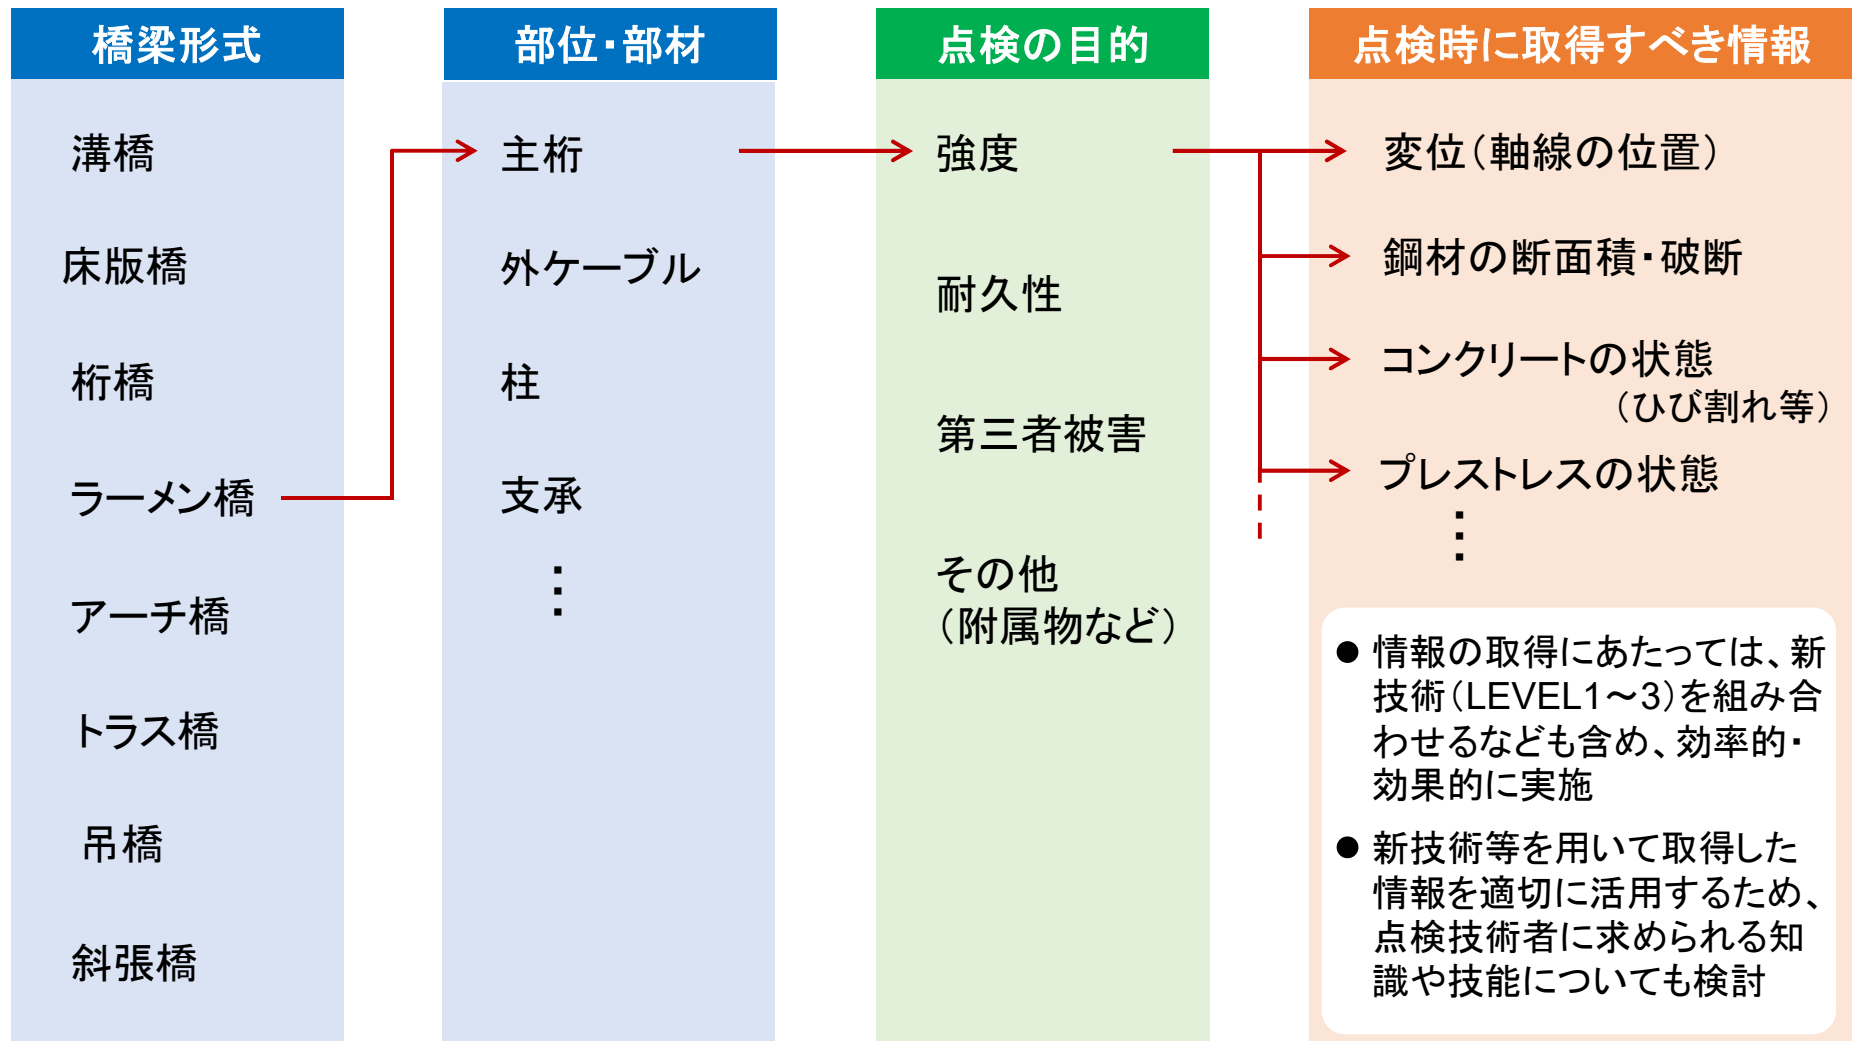 橋梁形式
溝橋
床版橋
桁橋
ラーメン橋
アーチ橋
トラス橋
吊橋
斜張橋
部位・部材
主桁
外ケーブル
柱
支承
⋮
点検の目的
強度
耐久性
第三者被害
その他
（附属物など）
点検時に取得すべき情報
変位（軸線の位置）
鋼材の断面積・破断
コンクリートの状態
（ひび割れ等）
プレストレスの状態
⋮
● 情報の取得にあたっては、新
技術（LEVEL1～3）を組み合
わせるなども含め、効率的・
効果的に実施
● 新技術等を用いて取得した
情報を適切に活用するため、
点検技術者に求められる知
識や技能についても検討